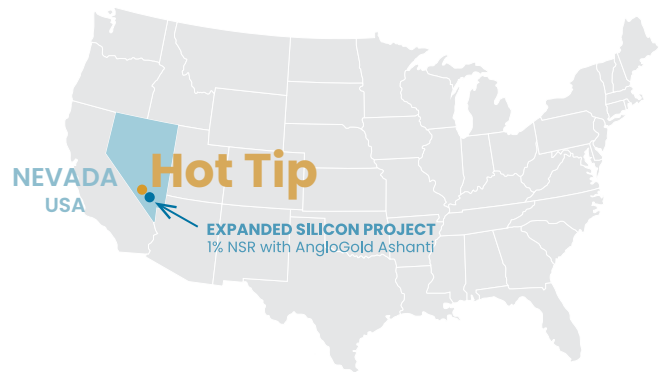 Hot Tip
NEVADA
USA
EXPANDED SILICON PROJECT
1% NSR with AngloGold Ashanti